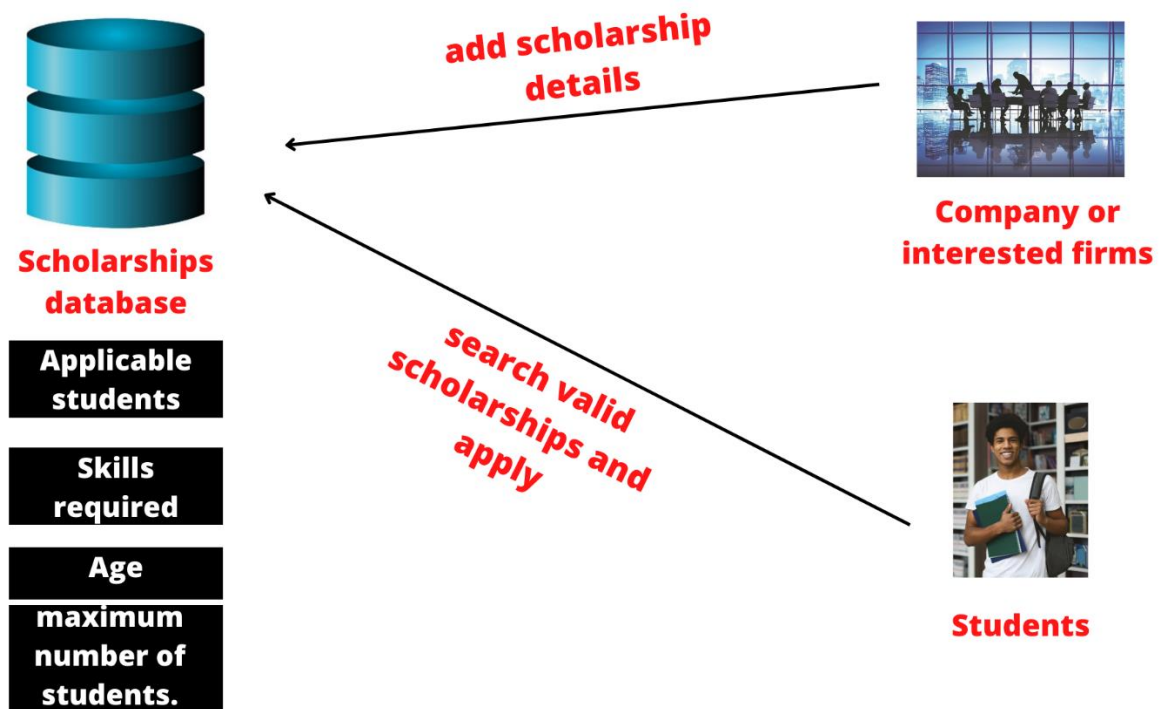 add scholarship
details
Company or
interested firms
Scholarships
database
Applicable
students
Skills
required
Age
maximum
number of
students.
search valid
scholarships and
apply
Students